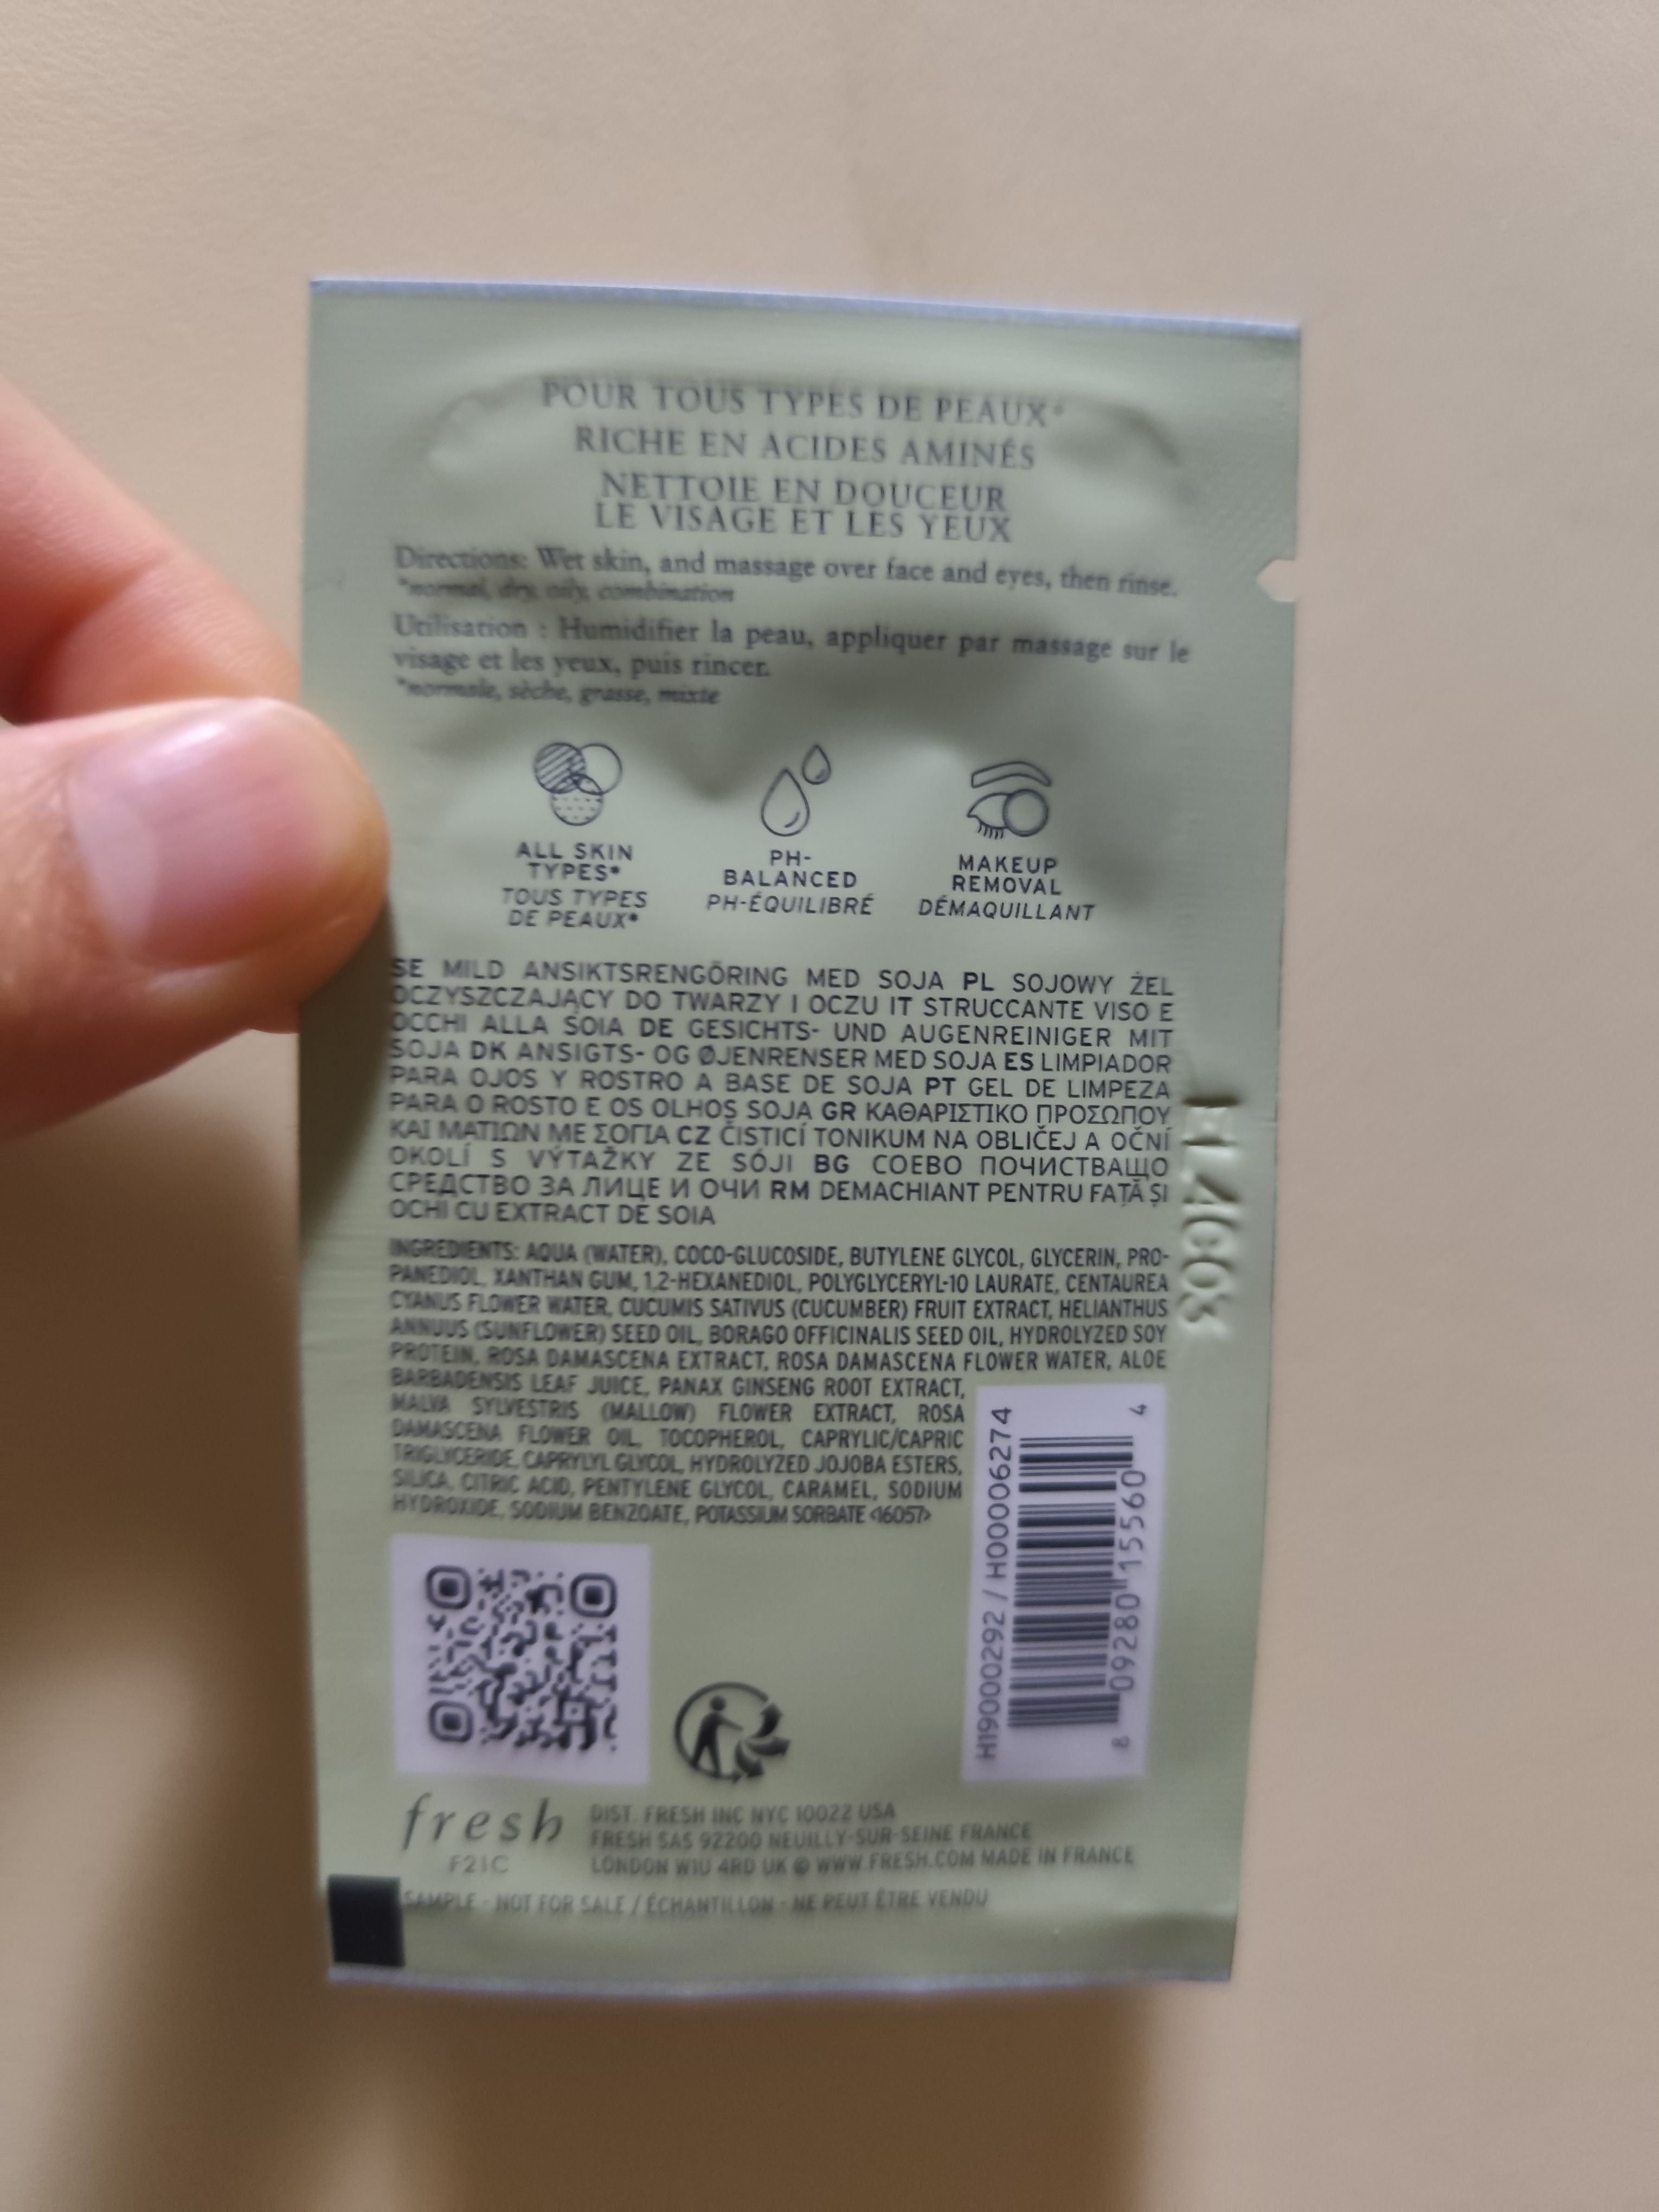 POUR TOUS TYPES DE PEAUX*
RICHE EN ACIDES AMINÉS
NETTOIE EN DOUCEUR
LE VISAGE ET LES YEUX
Directions: Wet skin, and massage over face and eyes, then rinse.
*normal, dry, oily, combination
Utilisation : Humidifier la peau, appliquer par massage sur le
visage et les yeux, puis rincer.
*normale, sèche, grasse, mixte
ALL SKIN
TYPES*
TOUS TYPES
DE PEAUX*
PH-
BALANCED
PH-ÉQUILIBRÉ
MAKEUP
REMOVAL
DÉMAQUILLANT
SE MILD ANSIKTSRENGÖRING MED SOJA PL SOJOWY ŻEL
OCZYSZCZAJĄCY DO TWARZY I OCZU IT STRUCCANTE VISO E
OCCHI ALLA SOIA DE GESICHTS- UND AUGENREINIGER MIT
SOJA DK ANSIGTS- OG ØJENRENSER MED SOJA ES LIMPIADOR
PARA OJOS Y ROSTRO A BASE DE SOJA PT GEL DE LIMPEZA
PARA O ROSTO E OS OLHOS SOJA GR ΚΑΘΑΡΙΣΤΙΚΟ ΠΡΟΣΩΠΟΥ
ΚΑΙ ΜΑΤΙΩΝ ΜΕ ΣΟΓΙΑ CZ ČISTICÍ TONIKUM NA OBLIČEJ A OČNÍ
OKOLÍ S VÝTAŽKY ZE SÓJI BG СОЕВО ПОЧИСТВАЩО
СРЕДСТВО ЗА ЛИЦЕ И ОЧИ RM DEMACHIANT PENTRU FAȚĂ ȘI
OCHI CU EXTRACT DE SOIA
INGREDIENTS: AQUA (WATER), COCO-GLUCOSIDE, BUTYLENE GLYCOL, GLYCERIN, PRO-
PANEDIOL, XANTHAN GUM, 1,2-HEXANEDIOL, POLYGLYCERYL-10 LAURATE, CENTAUREA
CYANUS FLOWER WATER, CUCUMIS SATIVUS (CUCUMBER) FRUIT EXTRACT, HELIANTHUS
ANNUUS (SUNFLOWER) SEED OIL, BORAGO OFFICINALIS SEED OIL, HYDROLYZED SOY
PROTEIN, ROSA DAMASCENA EXTRACT, ROSA DAMASCENA FLOWER WATER, ALOE
BARBADENSIS LEAF JUICE, PANAX GINSENG ROOT EXTRACT,
MALVA SYLVESTRIS (MALLOW) FLOWER EXTRACT, ROSA
DAMASCENA FLOWER OIL, TOCOPHEROL, CAPRYLIC/CAPRIC
TRIGLYCERIDE, CAPRYLYL GLYCOL, HYDROLYZED JOJOBA ESTERS,
SILICA, CITRIC ACID, PENTYLENE GLYCOL, CARAMEL, SODIUM
HYDROXIDE, SODIUM BENZOATE, POTASSIUM SORBATE <16057>
H19000292 / H00006274
8 09280 15560 4
fresh
F21C
DIST. FRESH INC NYC 10022 USA
FRESH SAS 92200 NEUILLY-SUR-SEINE FRANCE
LONDON W1U 4RD UK © WWW.FRESH.COM MADE IN FRANCE
SAMPLE - NOT FOR SALE / ÉCHANTILLON - NE PEUT ÊTRE VENDU